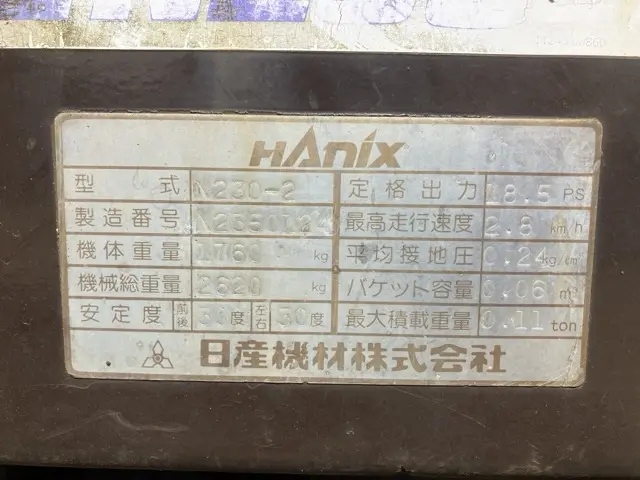 HAnix
型式 N230-2 定格出力 18.5 PS
製造番号 最高走行速度 2.8 km/h
機体重量 1760 kg 平均接地圧 0.24 kg/cm²
機械総重量 2620 kg バケット容量 0.06 m³
安定度 前後 30度 左右 30度 最大積載重量 0.11 ton
日産機材株式会社